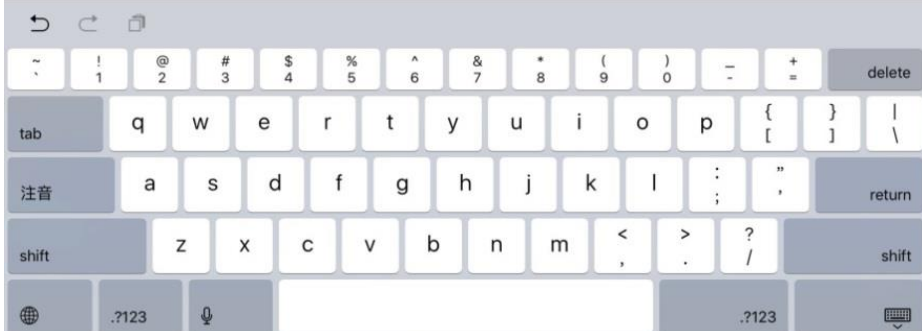 ~ ! @ # $ % ^ & * ( ) _ +
` 1 2 3 4 5 6 7 8 9 0 - = delete
tab q w e r t y u i o p { [ } ] | \
注音 a s d f g h j k l : ; " ' return
shift z x c v b n m < , > . ? / shift
.?123 .?123